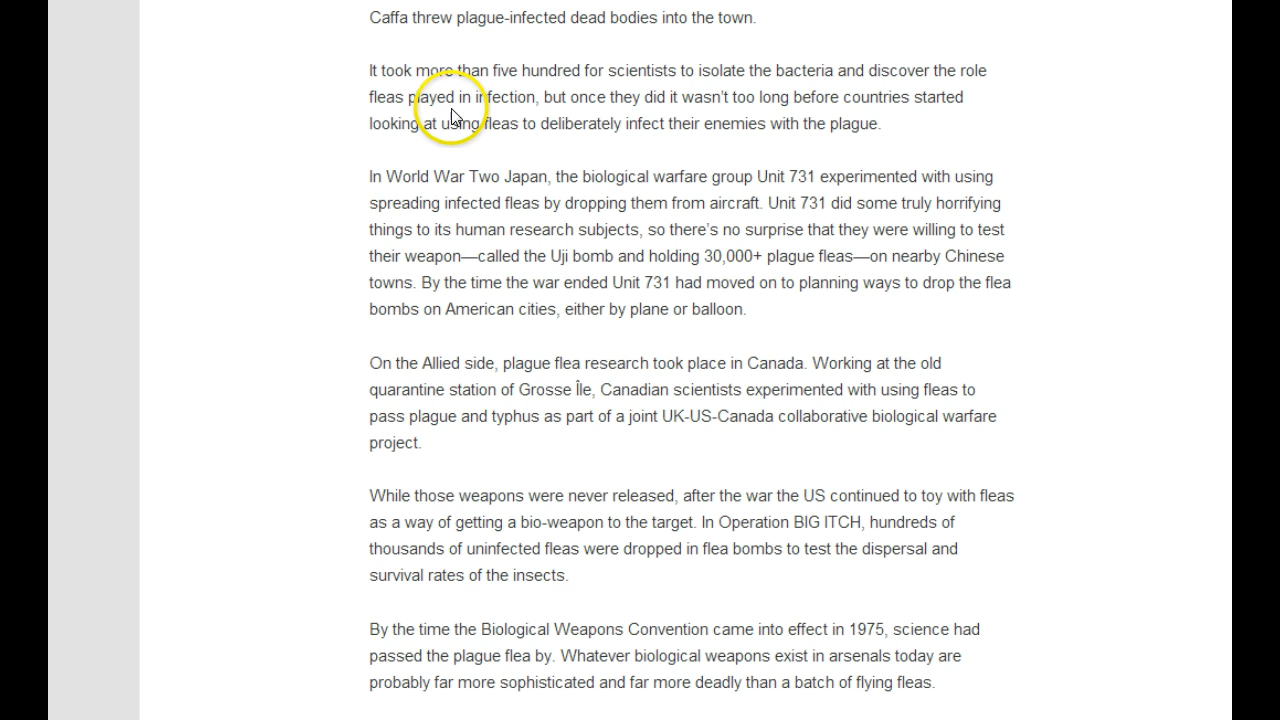 Caffa threw plague-infected dead bodies into the town.
It took more than five hundred for scientists to isolate the bacteria and discover the role
fleas played in infection, but once they did it wasn't too long before countries started
looking at using fleas to deliberately infect their enemies with the plague.
In World War Two Japan, the biological warfare group Unit 731 experimented with using
spreading infected fleas by dropping them from aircraft. Unit 731 did some truly horrifying
things to its human research subjects, so there's no surprise that they were willing to test
their weapon—called the Uji bomb and holding 30,000+ plague fleas—on nearby Chinese
towns. By the time the war ended Unit 731 had moved on to planning ways to drop the flea
bombs on American cities, either by plane or balloon.
On the Allied side, plague flea research took place in Canada. Working at the old
quarantine station of Grosse Île, Canadian scientists experimented with using fleas to
pass plague and typhus as part of a joint UK-US-Canada collaborative biological warfare
project.
While those weapons were never released, after the war the US continued to toy with fleas
as a way of getting a bio-weapon to the target. In Operation BIG ITCH, hundreds of
thousands of uninfected fleas were dropped in flea bombs to test the dispersal and
survival rates of the insects.
By the time the Biological Weapons Convention came into effect in 1975, science had
passed the plague flea by. Whatever biological weapons exist in arsenals today are
probably far more sophisticated and far more deadly than a batch of flying fleas.